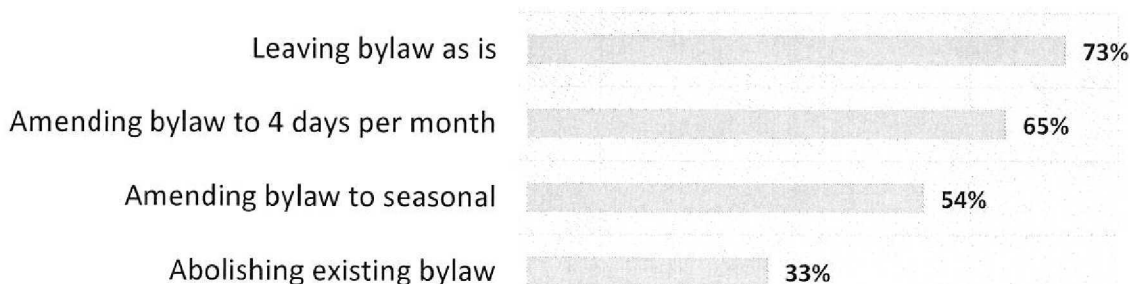 Leaving bylaw as is 73%
Amending bylaw to 4 days per month 65%
Amending bylaw to seasonal 54%
Abolishing existing bylaw 33%